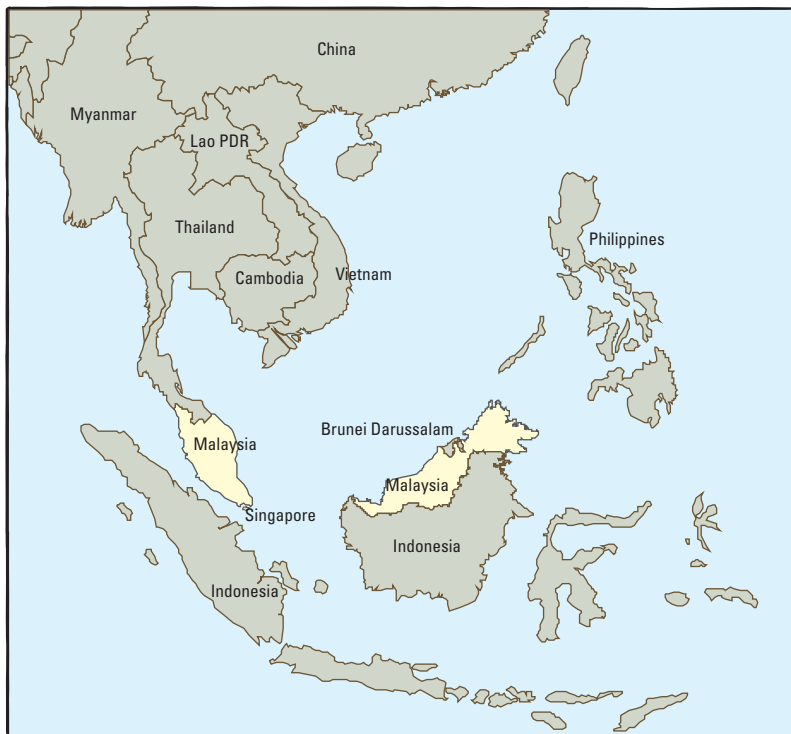 China
Myanmar
Lao PDR
Thailand
Philippines
Cambodia
Vietnam
Brunei Darussalam
Malaysia
Malaysia
Singapore
Indonesia
Indonesia